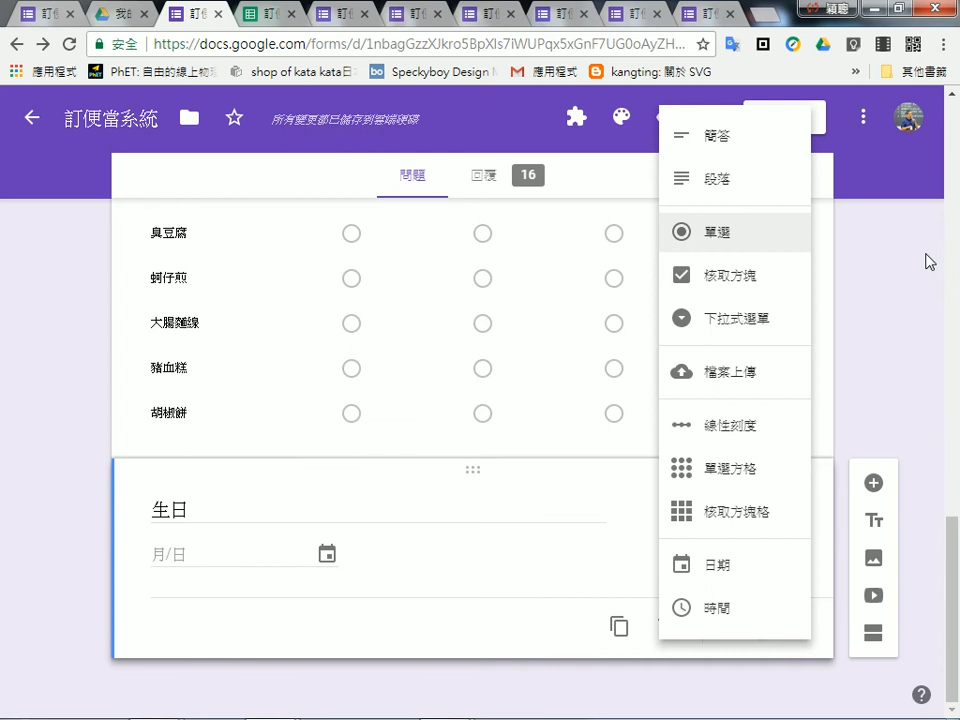 訂便
我的
訂便
訂便
訂便
訂便
訂便
訂便
訂便
訂便
穎聰
安全 https://docs.google.com/forms/d/1nbagGzzXJkro5BpXIs7iWUPqx5xGnF7UG0oAyZH...
應用程式 PhET: 自由的線上物理 shop of kata kata日本 Speckyboy Design M 應用程式 kangting: 關於 SVG » 其他書籤
訂便當系統 所有變更都已儲存到雲端硬碟
問題 回覆 16
臭豆腐
蚵仔煎
大腸麵線
豬血糕
胡椒餅
生日
月/日
簡答
段落
單選
核取方塊
下拉式選單
檔案上傳
線性刻度
單選方格
核取方塊格
日期
時間